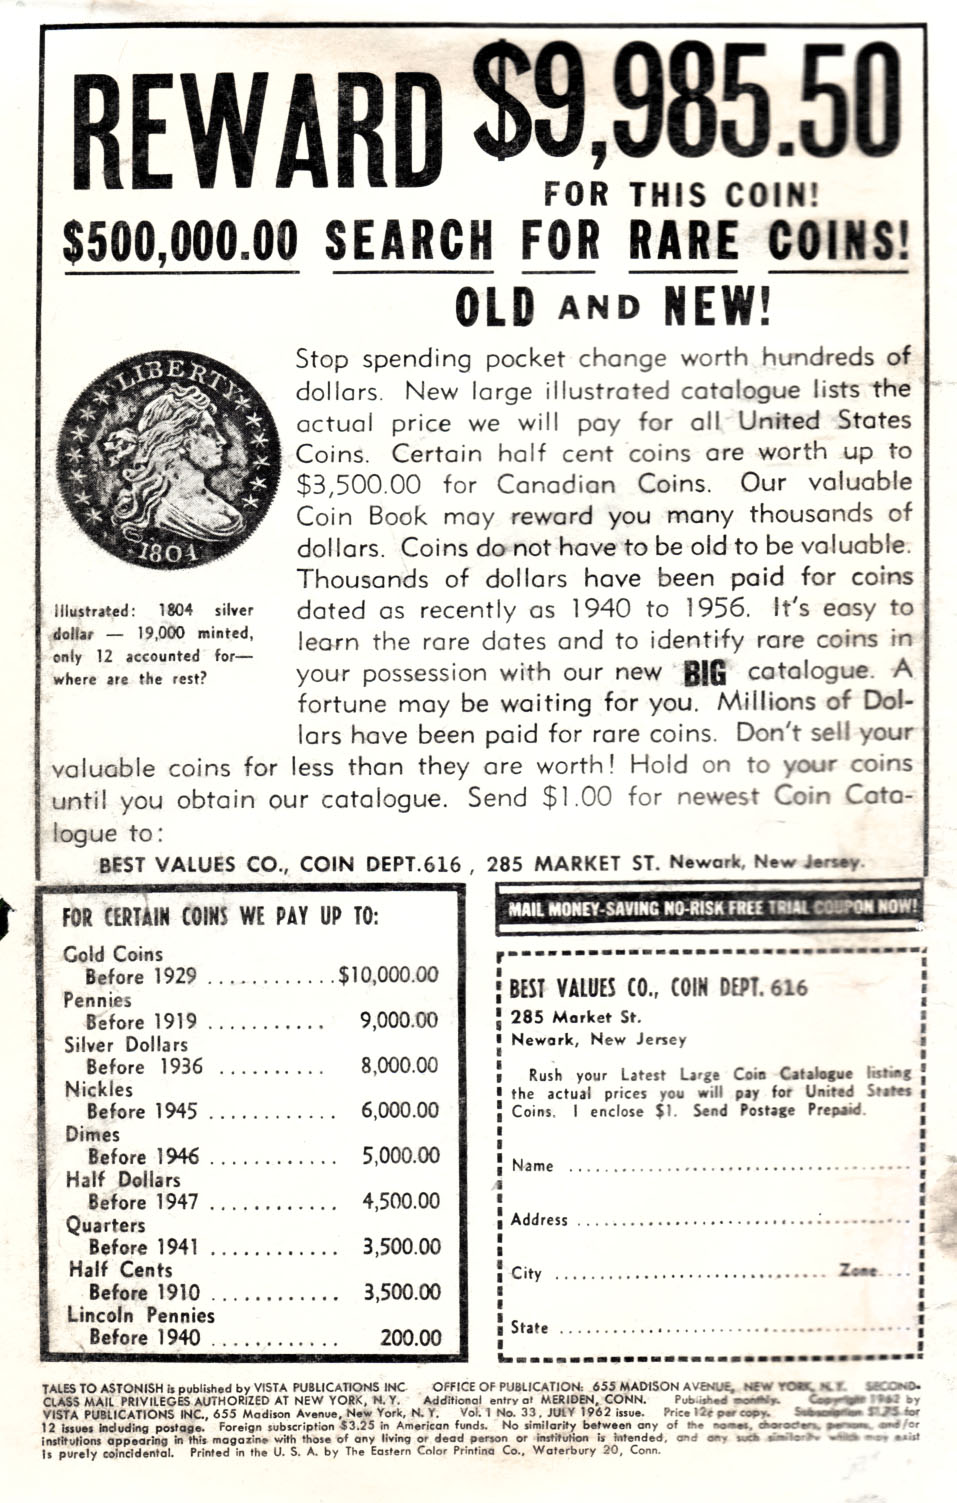 REWARD $9,985.50
FOR THIS COIN!
$500,000.00 SEARCH FOR RARE COINS!
OLD AND NEW!
LIBERTY
1804
Illustrated: 1804 silver
dollar — 19,000 minted,
only 12 accounted for—
where are the rest?
Stop spending pocket change worth hundreds of
dollars. New large illustrated catalogue lists the
actual price we will pay for all United States
Coins. Certain half cent coins are worth up to
$3,500.00 for Canadian Coins. Our valuable
Coin Book may reward you many thousands of
dollars. Coins do not have to be old to be valuable.
Thousands of dollars have been paid for coins
dated as recently as 1940 to 1956. It's easy to
learn the rare dates and to identify rare coins in
your possession with our new BIG catalogue. A
fortune may be waiting for you. Millions of Dol-
lars have been paid for rare coins. Don't sell your
valuable coins for less than they are worth! Hold on to your coins
until you obtain our catalogue. Send $1.00 for newest Coin Cata-
logue to:
BEST VALUES CO., COIN DEPT.616 , 285 MARKET ST. Newark, New Jersey.
FOR CERTAIN COINS WE PAY UP TO:
Gold Coins
Before 1929 ............$10,000.00
Pennies
Before 1919 ........... 9,000.00
Silver Dollars
Before 1936 .......... 8,000.00
Nickles
Before 1945 ........... 6,000.00
Dimes
Before 1946 ............ 5,000.00
Half Dollars
Before 1947 ............ 4,500.00
Quarters
Before 1941 ............ 3,500.00
Half Cents
Before 1910 ............ 3,500.00
Lincoln Pennies
Before 1940 ............ 200.00
MAIL MONEY-SAVING NO-RISK FREE TRIAL COUPON NOW!
BEST VALUES CO., COIN DEPT. 616
285 Market St.
Newark, New Jersey
Rush your Latest Large Coin Catalogue listing
the actual prices you will pay for United States
Coins. I enclose $1. Send Postage Prepaid.
Name ........................................
Address ........................................
City ................................ Zone....
State ........................................
TALES TO ASTONISH is published by VISTA PUBLICATIONS INC OFFICE OF PUBLICATION: 655 MADISON AVENUE, NEW YORK, N. Y. SECOND-
CLASS MAIL PRIVILEGES AUTHORIZED AT NEW YORK, N. Y. Additional entry at MERIDEN, CONN. Published monthly. Copyright 1962 by
VISTA PUBLICATIONS INC., 655 Madison Avenue, New York, N. Y. Vol. 1 No. 33, JULY 1962 issue. Price 12¢ per copy. Subscription $1.75 for
12 issues including postage. Foreign subscription $3.25 in American funds. No similarity between any of the names, characters, persons, and/or
institutions appearing in this magazine with those of any living or dead person or institution is intended, and any such similarity which may exist
is purely coincidental. Printed in the U. S. A. by The Eastern Color Printing Co., Waterbury 20, Conn.